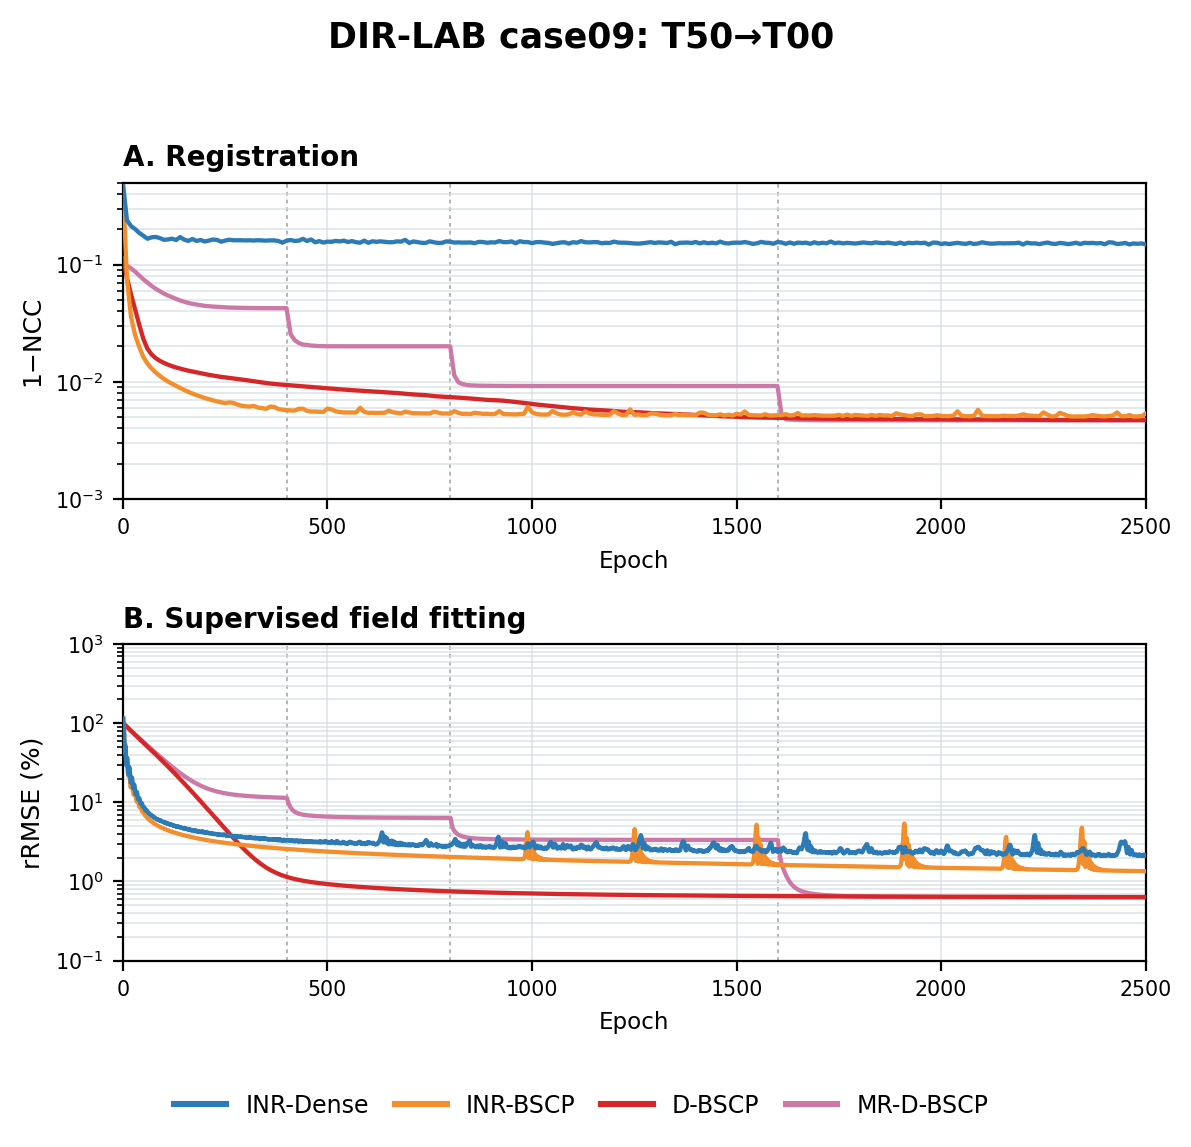 DIR-LAB case09: T50→T00
A. Registration
1−NCC
10⁻¹
10⁻²
10⁻³
0 500 1000 1500 2000 2500
Epoch
B. Supervised field fitting
rRMSE (%)
10³
10²
10¹
10⁰
10⁻¹
0 500 1000 1500 2000 2500
Epoch
INR-Dense INR-BSCP D-BSCP MR-D-BSCP